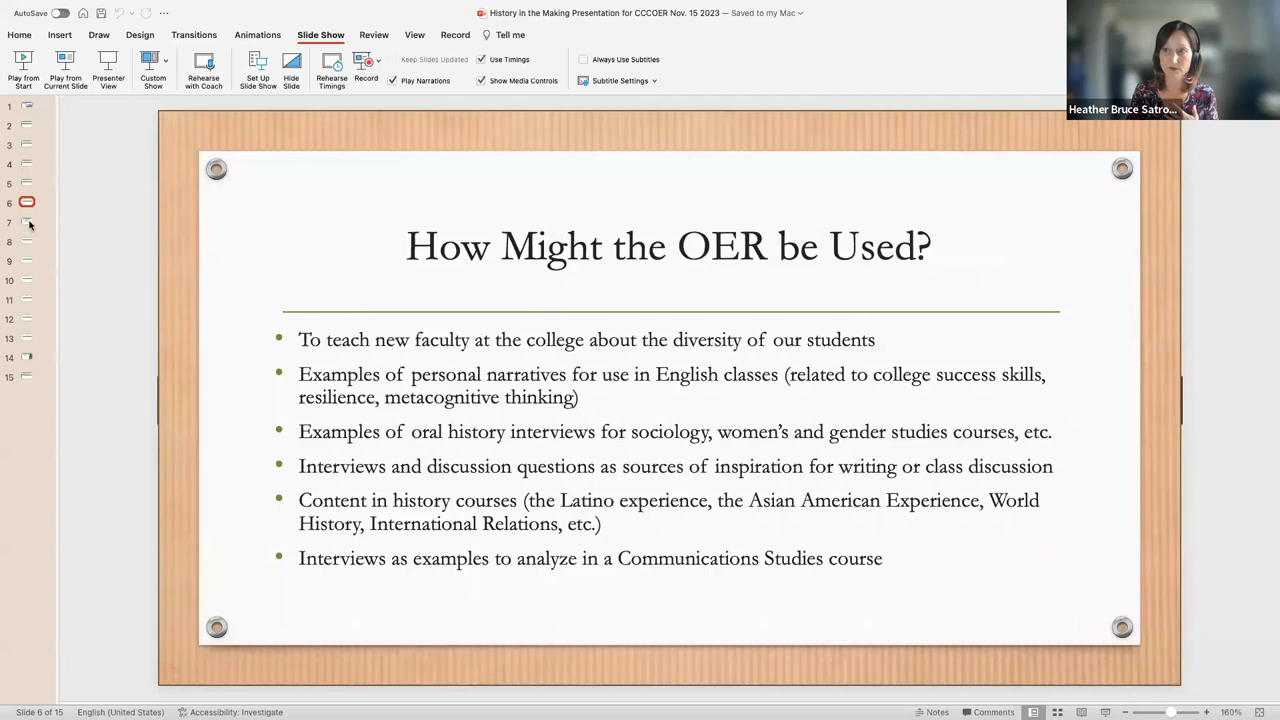 AutoSave
History in the Making Presentation for CCCOER Nov. 15 2023 — Saved to my Mac
Home Insert Draw Design Transitions Animations Slide Show Review View Record Tell me
Play from Start
Play from Current Slide
Presenter View
Custom Show
Rehearse with Coach
Set Up Slide Show
Hide Slide
Rehearse Timings
Record
Keep Slides Updated
Use Timings
Play Narrations
Show Media Controls
Always Use Subtitles
Subtitle Settings
Heather Bruce Satro...
1
2
3
4
5
6
7
8
9
10
11
12
13
14
15
How Might the OER be Used?
• To teach new faculty at the college about the diversity of our students
• Examples of personal narratives for use in English classes (related to college success skills,
resilience, metacognitive thinking)
• Examples of oral history interviews for sociology, women’s and gender studies courses, etc.
• Interviews and discussion questions as sources of inspiration for writing or class discussion
• Content in history courses (the Latino experience, the Asian American Experience, World
History, International Relations, etc.)
• Interviews as examples to analyze in a Communications Studies course
Slide 6 of 15 English (United States) Accessibility: Investigate Notes Comments 160%